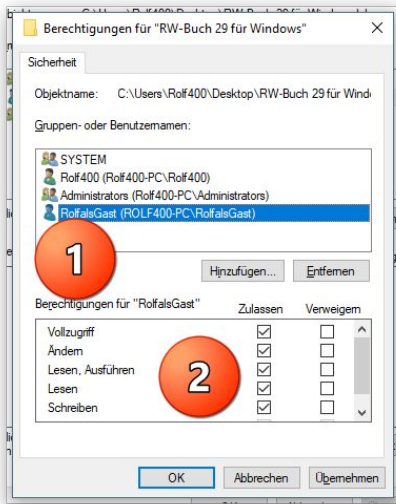 Berechtigungen für "RW-Buch 29 für Windows"
Sicherheit
Objektname: C:\Users\Rolf400\Desktop\RW-Buch 29 für Wind
Gruppen- oder Benutzernamen:
SYSTEM
Rolf400 (Rolf400-PC\Rolf400)
Administrators (Rolf400-PC\Administrators)
RolfalsGast (ROLF400-PC\RolfalsGast)
1
Hinzufügen... Entfernen
Berechtigungen für "RolfalsGast" Zulassen Verweigern
Vollzugriff
Ändern
Lesen, Ausführen
2
Lesen
Schreiben
OK Abbrechen Übernehmen